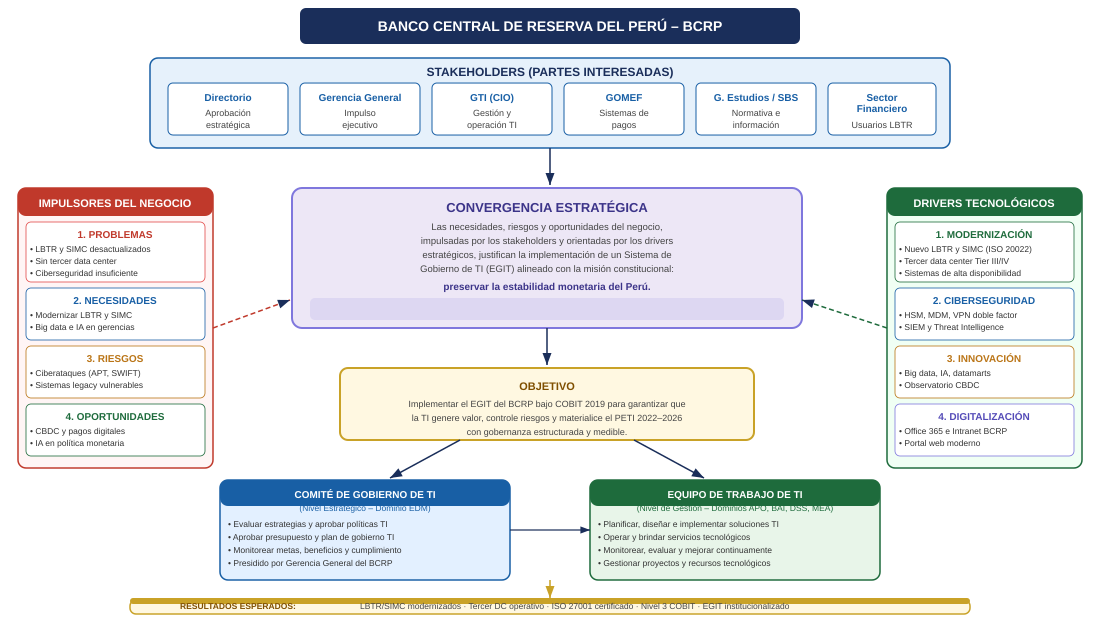 BANCO CENTRAL DE RESERVA DEL PERÚ – BCRP
STAKEHOLDERS (PARTES INTERESADAS)
Directorio
Aprobación
estratégica
Gerencia General
Impulso
ejecutivo
GTI (CIO)
Gestión y
operación TI
GOMEF
Sistemas de
pagos
G. Estudios / SBS
Normativa e
información
Sector
Financiero
Usuarios LBTR
IMPULSORES DEL NEGOCIO
1. PROBLEMAS
• LBTR y SIMC desactualizados
• Sin tercer data center
• Ciberseguridad insuficiente
2. NECESIDADES
• Modernizar LBTR y SIMC
• Big data e IA en gerencias
3. RIESGOS
• Ciberataques (APT, SWIFT)
• Sistemas legacy vulnerables
4. OPORTUNIDADES
• CBDC y pagos digitales
• IA en política monetaria
CONVERGENCIA ESTRATÉGICA
Las necesidades, riesgos y oportunidades del negocio,
impulsadas por los stakeholders y orientadas por los drivers
estratégicos, justifican la implementación de un Sistema de
Gobierno de TI (EGIT) alineado con la misión constitucional:
preservar la estabilidad monetaria del Perú.
DRIVERS TECNOLÓGICOS
1. MODERNIZACIÓN
• Nuevo LBTR y SIMC (ISO 20022)
• Tercer data center Tier III/IV
• Sistemas de alta disponibilidad
2. CIBERSEGURIDAD
• HSM, MDM, VPN doble factor
• SIEM y Threat Intelligence
3. INNOVACIÓN
• Big data, IA, datamarts
• Observatorio CBDC
4. DIGITALIZACIÓN
• Office 365 e Intranet BCRP
• Portal web moderno
OBJETIVO
Implementar el EGIT del BCRP bajo COBIT 2019 para garantizar que
la TI genere valor, controle riesgos y materialice el PETI 2022–2026
con gobernanza estructurada y medible.
COMITÉ DE GOBIERNO DE TI
(Nivel Estratégico – Dominio EDM)
• Evaluar estrategias y aprobar políticas TI
• Aprobar presupuesto y plan de gobierno TI
• Monitorear metas, beneficios y cumplimiento
• Presidido por Gerencia General del BCRP
EQUIPO DE TRABAJO DE TI
(Nivel de Gestión – Dominios APO, BAI, DSS, MEA)
• Planificar, diseñar e implementar soluciones TI
• Operar y brindar servicios tecnológicos
• Monitorear, evaluar y mejorar continuamente
• Gestionar proyectos y recursos tecnológicos
RESULTADOS ESPERADOS: LBTR/SIMC modernizados · Tercer DC operativo · ISO 27001 certificado · Nivel 3 COBIT · EGIT institucionalizado